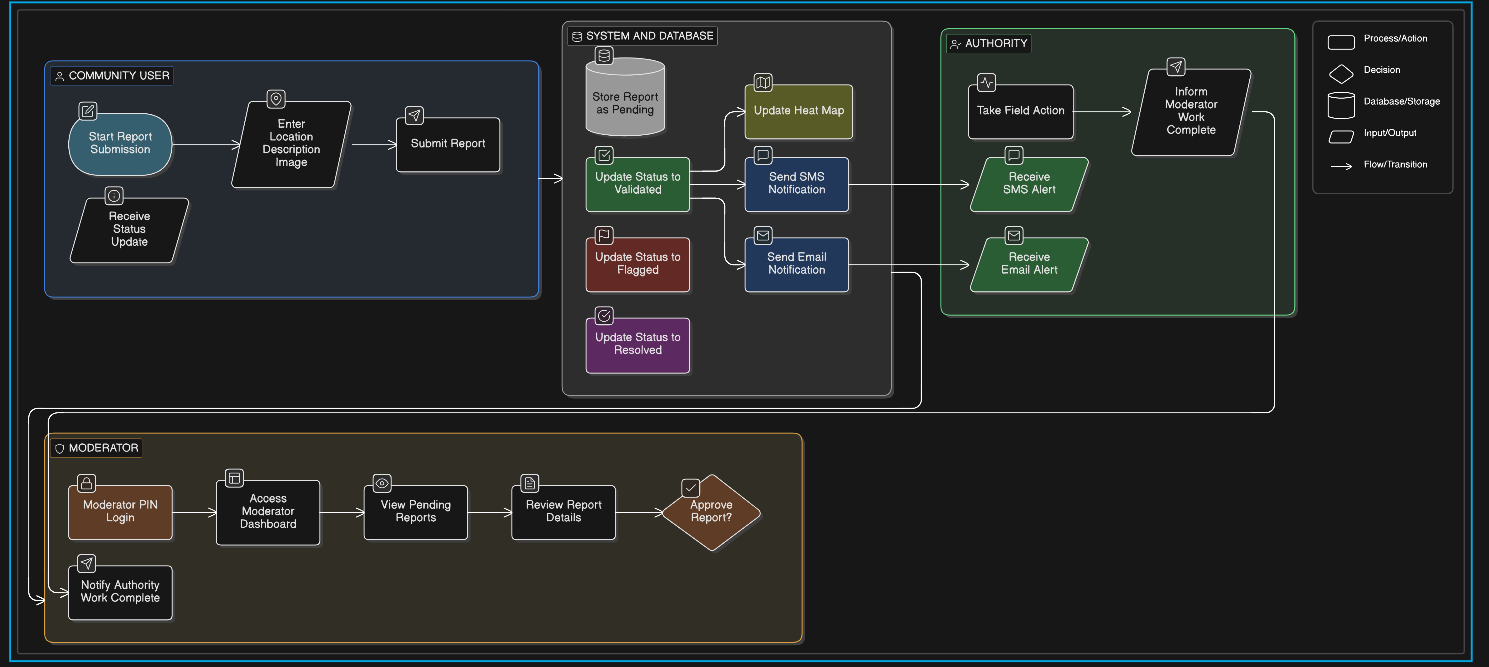 COMMUNITY USER
Start Report
Submission
Enter
Location
Description
Image
Submit Report
Receive
Status
Update
SYSTEM AND DATABASE
Store Report
as Pending
Update Heat Map
Update Status to
Validated
Send SMS
Notification
Update Status to
Flagged
Send Email
Notification
Update Status to
Resolved
AUTHORITY
Take Field Action
Inform
Moderator
Work
Complete
Receive
SMS Alert
Receive
Email Alert
Process/Action
Decision
Database/Storage
Input/Output
Flow/Transition
MODERATOR
Moderator PIN
Login
Access
Moderator
Dashboard
View Pending
Reports
Review Report
Details
Approve
Report?
Notify Authority
Work Complete